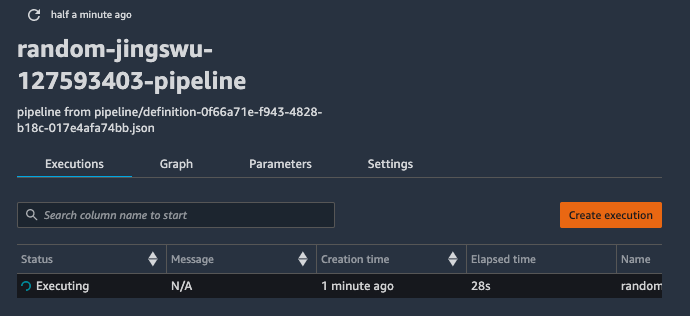 half a minute ago
random-jingswu-
127593403-pipeline
pipeline from pipeline/definition-0f66a71e-f943-4828-
b18c-017e4afa74bb.json
Executions Graph Parameters Settings
Search column name to start Create execution
Status Message Creation time Elapsed time Name
Executing N/A 1 minute ago 28s random